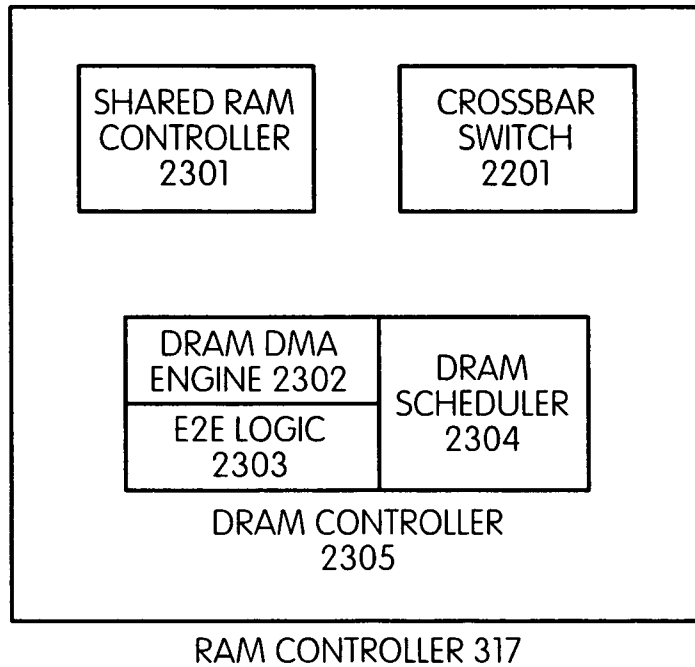 SHARED RAM
CONTROLLER
2301
CROSSBAR
SWITCH
2201
DRAM DMA
ENGINE 2302
E2E LOGIC
2303
DRAM
SCHEDULER
2304
DRAM CONTROLLER
2305
RAM CONTROLLER 317